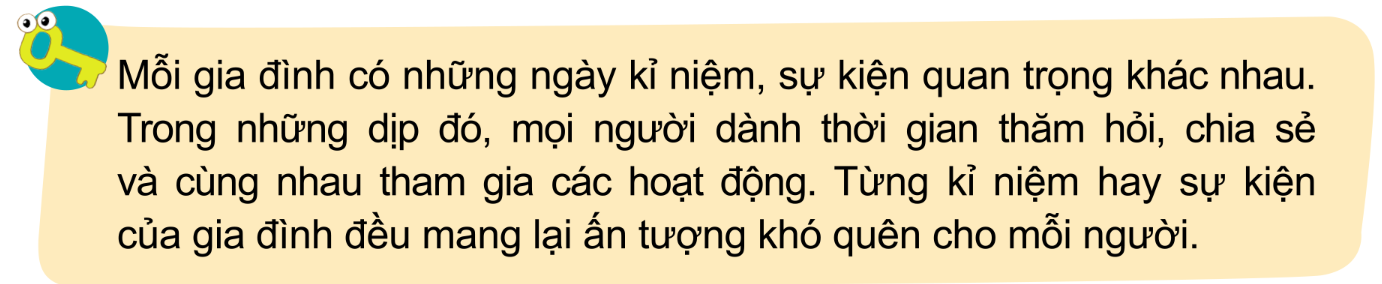 Mỗi gia đình có những ngày kỉ niệm, sự kiện quan trọng khác nhau.
Trong những dịp đó, mọi người dành thời gian thăm hỏi, chia sẻ
và cùng nhau tham gia các hoạt động. Từng kỉ niệm hay sự kiện
của gia đình đều mang lại ấn tượng khó quên cho mỗi người.